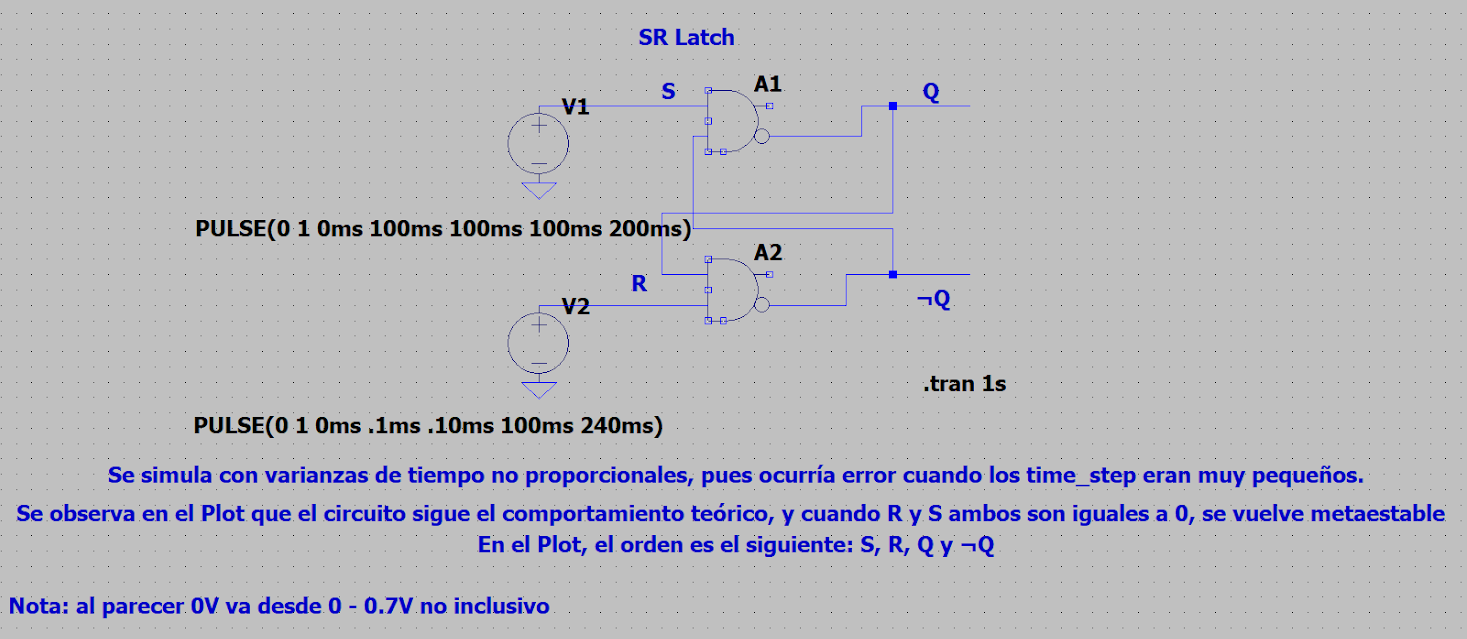 SR Latch
V1
S
A1
Q
PULSE(0 1 0ms 100ms 100ms 100ms 200ms)
V2
R
A2
¬Q
.tran 1s
PULSE(0 1 0ms .1ms .10ms 100ms 240ms)
Se simula con varianzas de tiempo no proporcionales, pues ocurría error cuando los time_step eran muy pequeños.
Se observa en el Plot que el circuito sigue el comportamiento teórico, y cuando R y S ambos son iguales a 0, se vuelve metaestable
En el Plot, el orden es el siguiente: S, R, Q y ¬Q
Nota: al parecer 0V va desde 0 - 0.7V no inclusivo